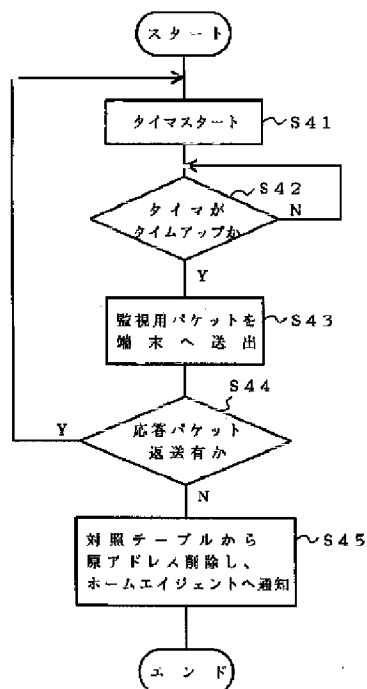 スタート
タイマスタート
S41
S42
タイマが
タイムアップか
N
Y
監視用パケットを
端末へ送出
S43
S44
Y
応答パケット
返送有か
N
対照テーブルから
原アドレス削除し、
ホームエイジェントへ通知
S45
エンド